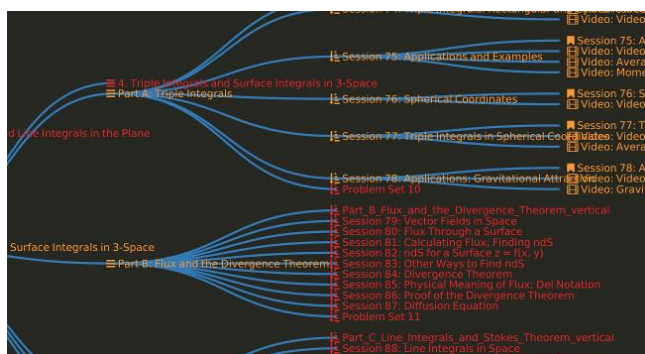 Video: Video
Session 75: A
Video: Video
Session 75: Applications and Examples
Video: Avera
Video: Mome
4. Triple Integrals and Surface Integrals in 3-Space
Part A: Triple Integrals
Session 76: S
Session 76: Spherical Coordinates
Video: Video
Session 77: T
d Line Integrals in the Plane
Session 77: Triple Integrals in Spherical Coordinates
Video: Video
Video: Avera
Session 78: A
Session 78: Applications: Gravitational Attraction
Video: Video
Problem Set 10
Video: Gravi
Part_B_Flux_and_the_Divergence_Theorem_vertical
Session 79: Vector Fields in Space
Session 80: Flux Through a Surface
Session 81: Calculating Flux; Finding ndS
Surface Integrals in 3-Space
Session 82: ndS for a Surface z = f(x, y)
Part B: Flux and the Divergence Theorem
Session 83: Other Ways to Find ndS
Session 84: Divergence Theorem
Session 85: Physical Meaning of Flux; Del Notation
Session 86: Proof of the Divergence Theorem
Session 87: Diffusion Equation
Problem Set 11
Part_C_Line_Integrals_and_Stokes_Theorem_vertical
Session 88: Line Integrals in Space